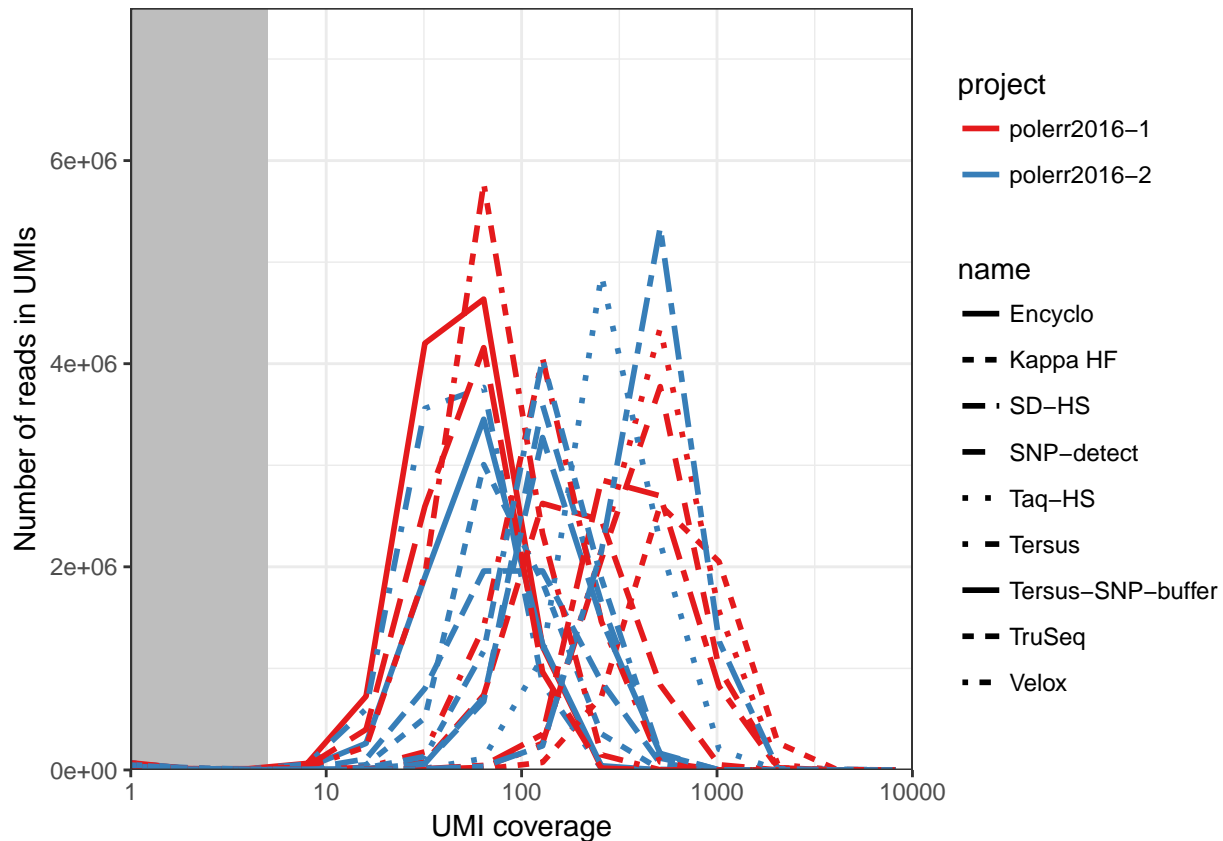 Number of reads in UMIs
6e+06
4e+06
2e+06
0e+00
1
10
100
1000
10000
UMI coverage
project
polerr2016−1
polerr2016−2
name
Encyclo
Kappa HF
SD−HS
SNP−detect
Taq−HS
Tersus
Tersus−SNP−buffer
TruSeq
Velox